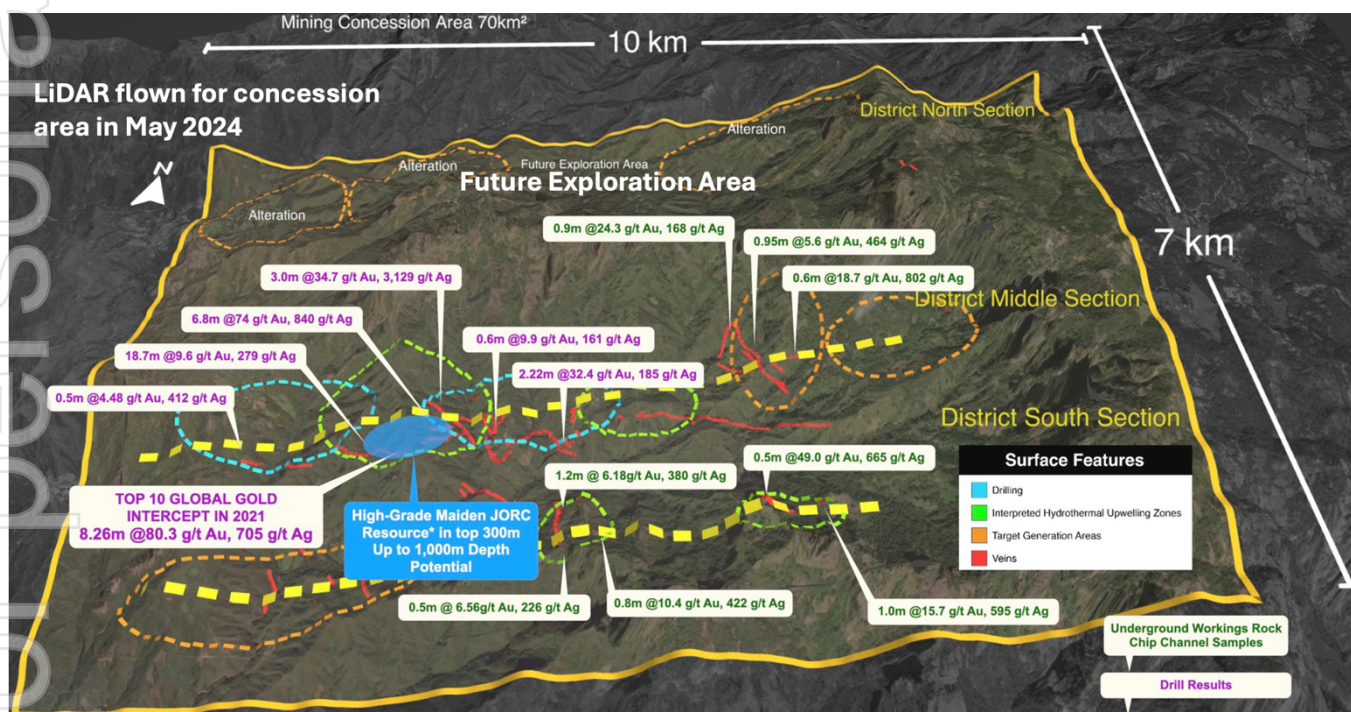 Mining Concession Area 70km²
10 km
LiDAR flown for concession
area in May 2024
N
District North Section
Alteration
Alteration
Future Exploration Area
Future Exploration Area
Alteration
7 km
0.9m @24.3 g/t Au, 168 g/t Ag
0.95m @5.6 g/t Au, 464 g/t Ag
3.0m @34.7 g/t Au, 3,129 g/t Ag
0.6m @18.7 g/t Au, 802 g/t Ag
District Middle Section
6.8m @74 g/t Au, 840 g/t Ag
0.6m @9.9 g/t Au, 161 g/t Ag
18.7m @9.6 g/t Au, 279 g/t Ag
2.22m @32.4 g/t Au, 185 g/t Ag
0.5m @4.48 g/t Au, 412 g/t Ag
District South Section
0.5m @49.0 g/t Au, 665 g/t Ag
1.2m @ 6.18g/t Au, 380 g/t Ag
Surface Features
Drilling
Interpreted Hydrothermal Upwelling Zones
Target Generation Areas
Veins
TOP 10 GLOBAL GOLD
INTERCEPT IN 2021
8.26m @80.3 g/t Au, 705 g/t Ag
High-Grade Maiden JORC
Resource* in top 300m
Up to 1,000m Depth
Potential
0.5m @ 6.56g/t Au, 226 g/t Ag
0.8m @10.4 g/t Au, 422 g/t Ag
1.0m @15.7 g/t Au, 595 g/t Ag
Underground Workings Rock
Chip Channel Samples
Drill Results